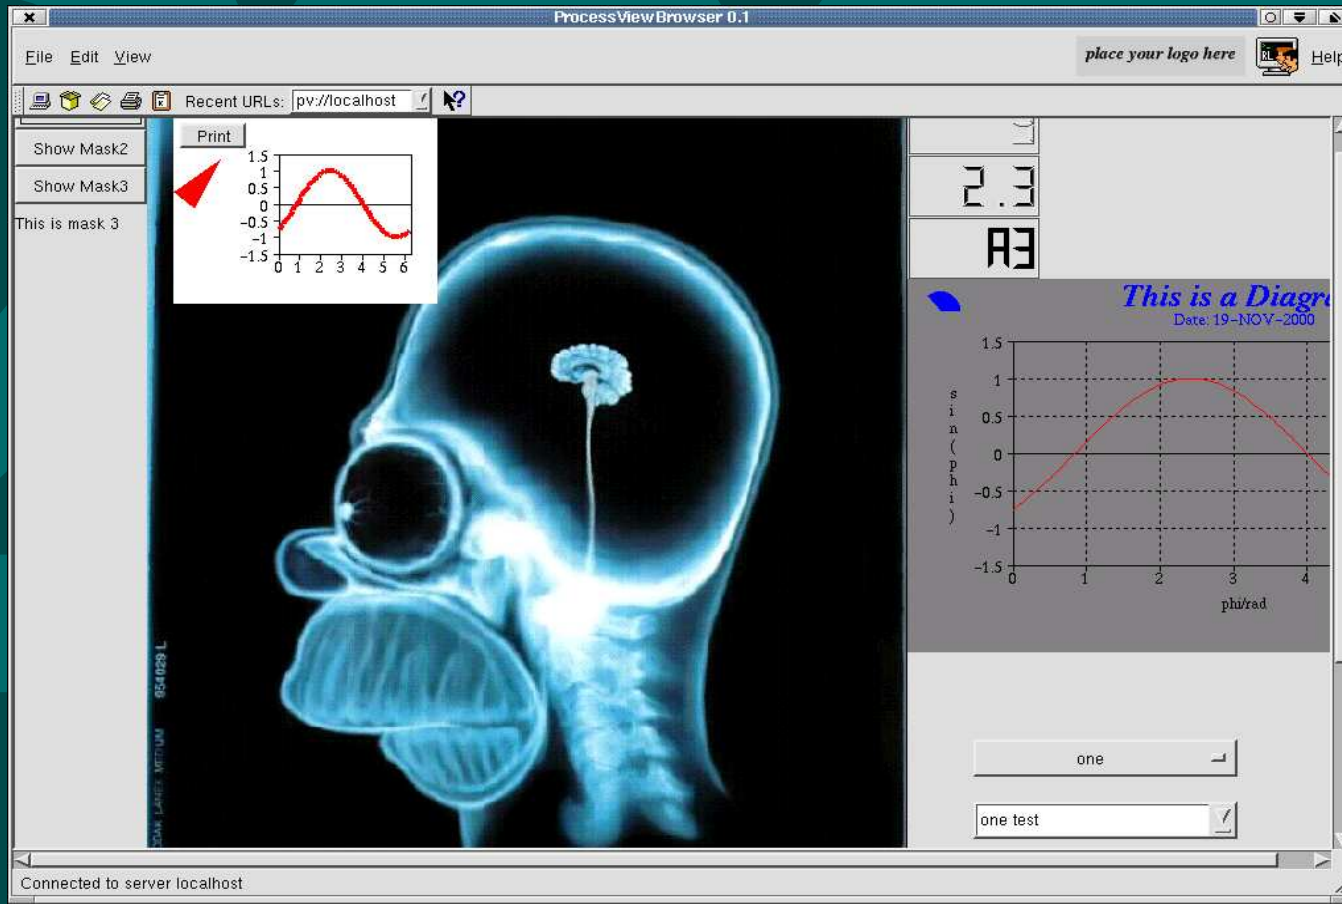 ProcessViewBrowser 0.1
File Edit View
place your logo here
Help
Recent URLs: pv://localhost
Show Mask2
Show Mask3
This is mask 3
Print
1.5
1
0.5
0
-0.5
-1
-1.5
0 1 2 3 4 5 6
954029 L
LANEX MEDIUM
2.3
A3
This is a Diagr
Date: 19-NOV-2000
1.5
1
0.5
0
-0.5
-1
-1.5
sin(phi)
0 1 2 3 4
phi/rad
one
one test
Connected to server localhost